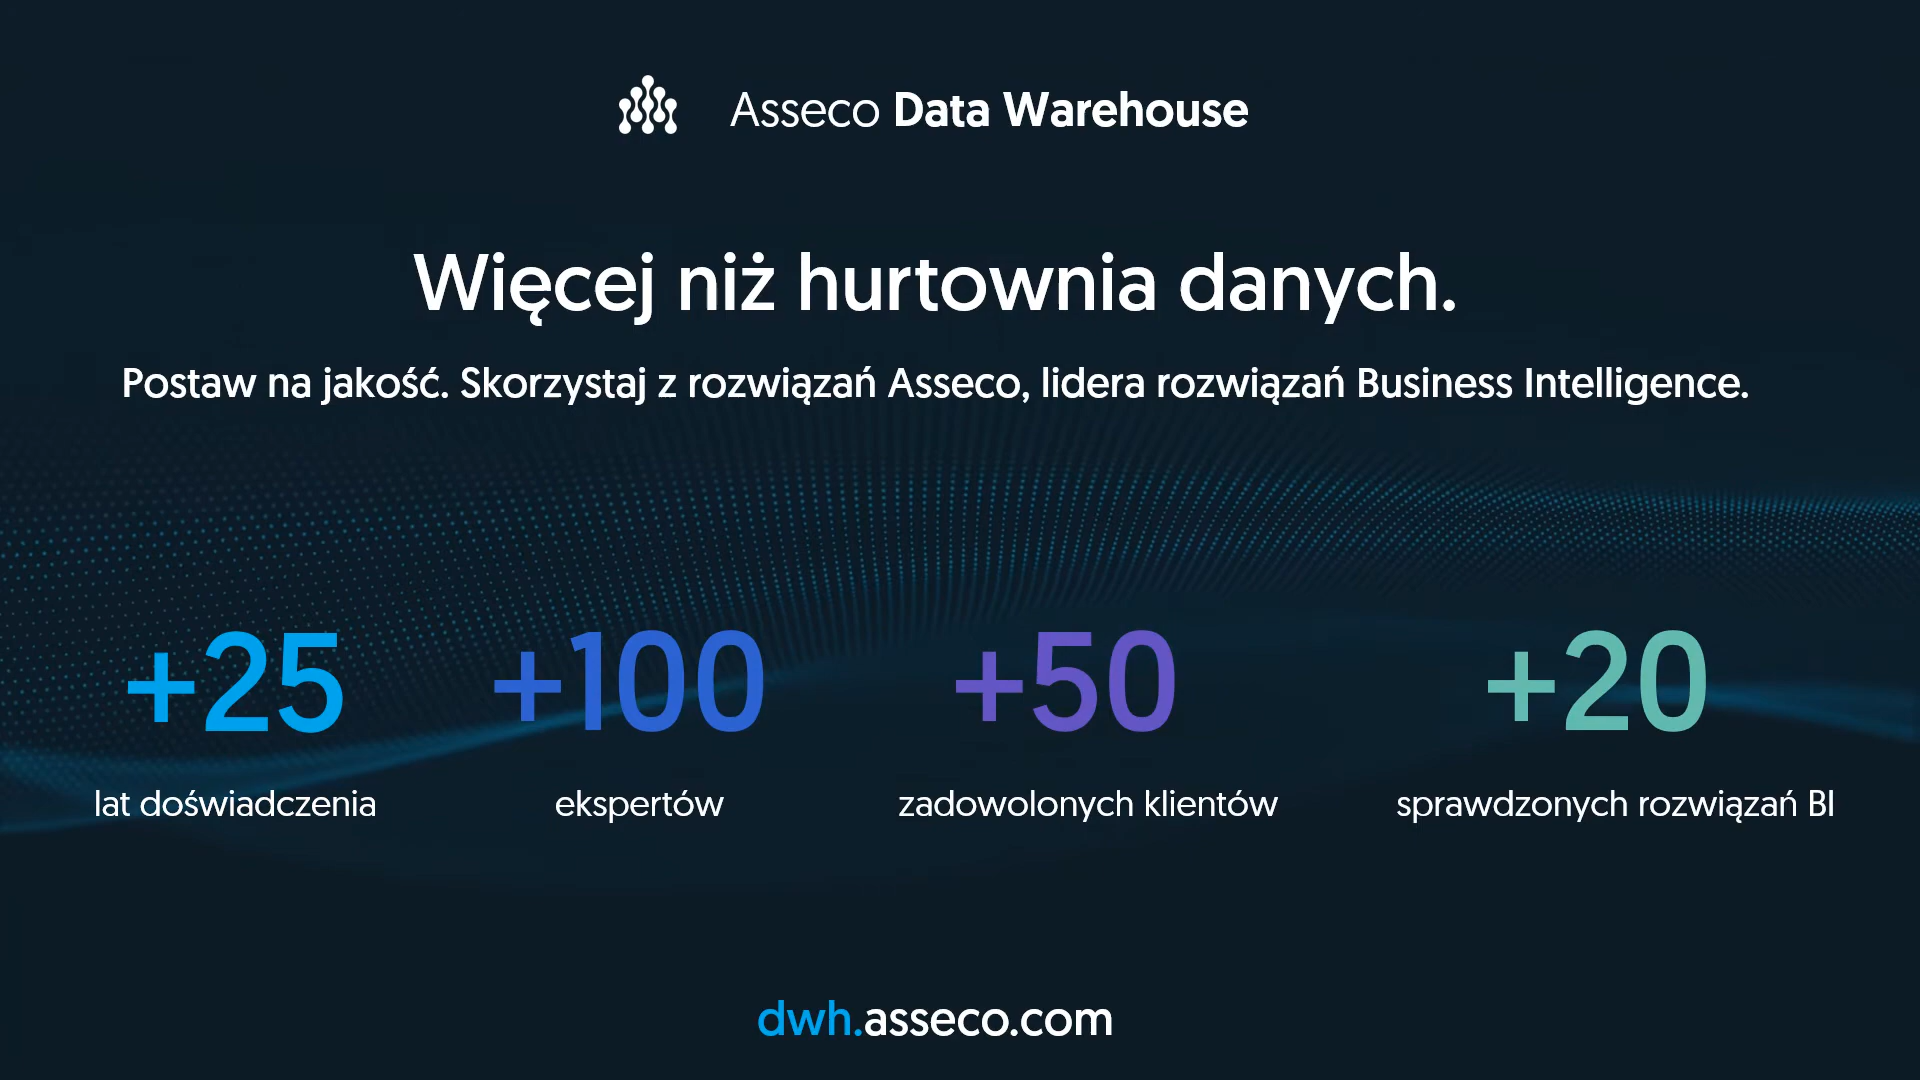 Asseco Data Warehouse
Więcej niż hurtownia danych.
Postaw na jakość. Skorzystaj z rozwiązań Asseco, lidera rozwiązań Business Intelligence.
+25
lat doświadczenia
+100
ekspertów
+50
zadowolonych klientów
+20
sprawdzonych rozwiązań BI
dwh.asseco.com